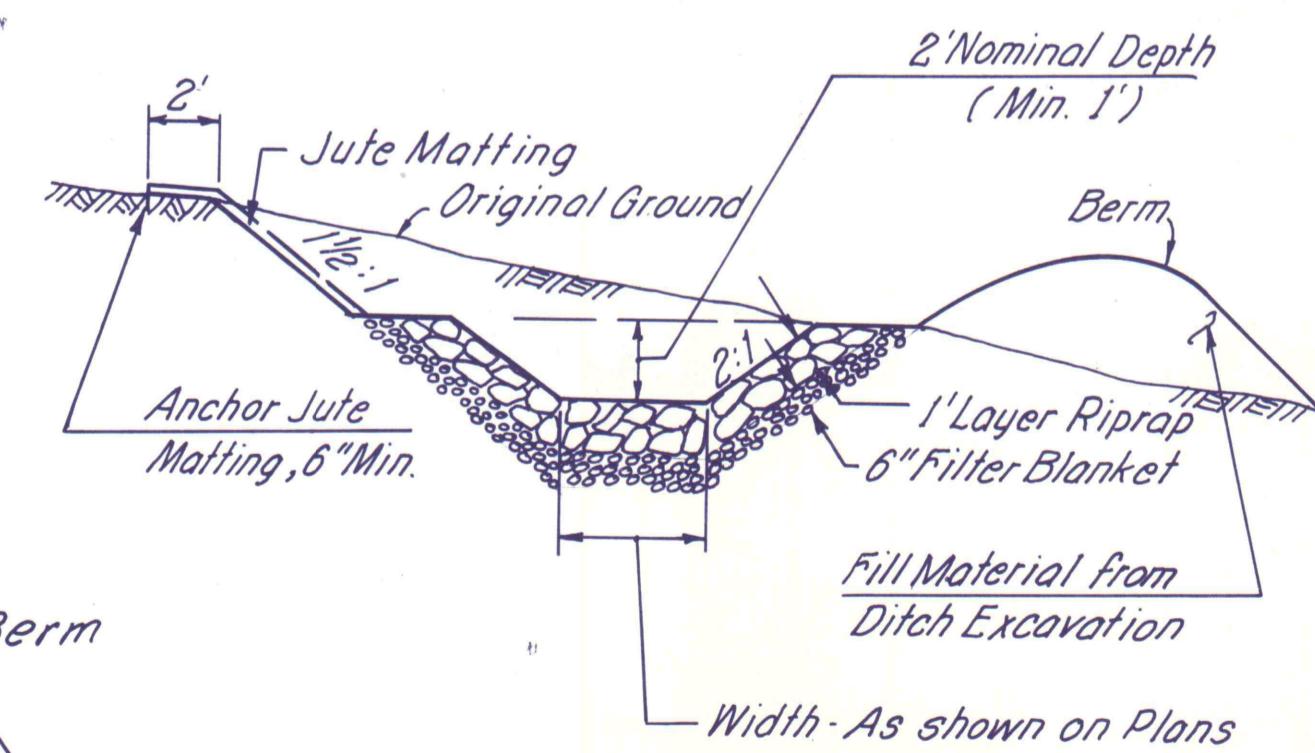 2' Nominal Depth
(Min. 1')
2'
Jute Matting
Original Ground
Berm
1½:1
2:1
Anchor Jute
Matting, 6" Min.
1' Layer Riprap
6" Filter Blanket
Fill Material from
Ditch Excavation
Berm
Width - As shown on Plans